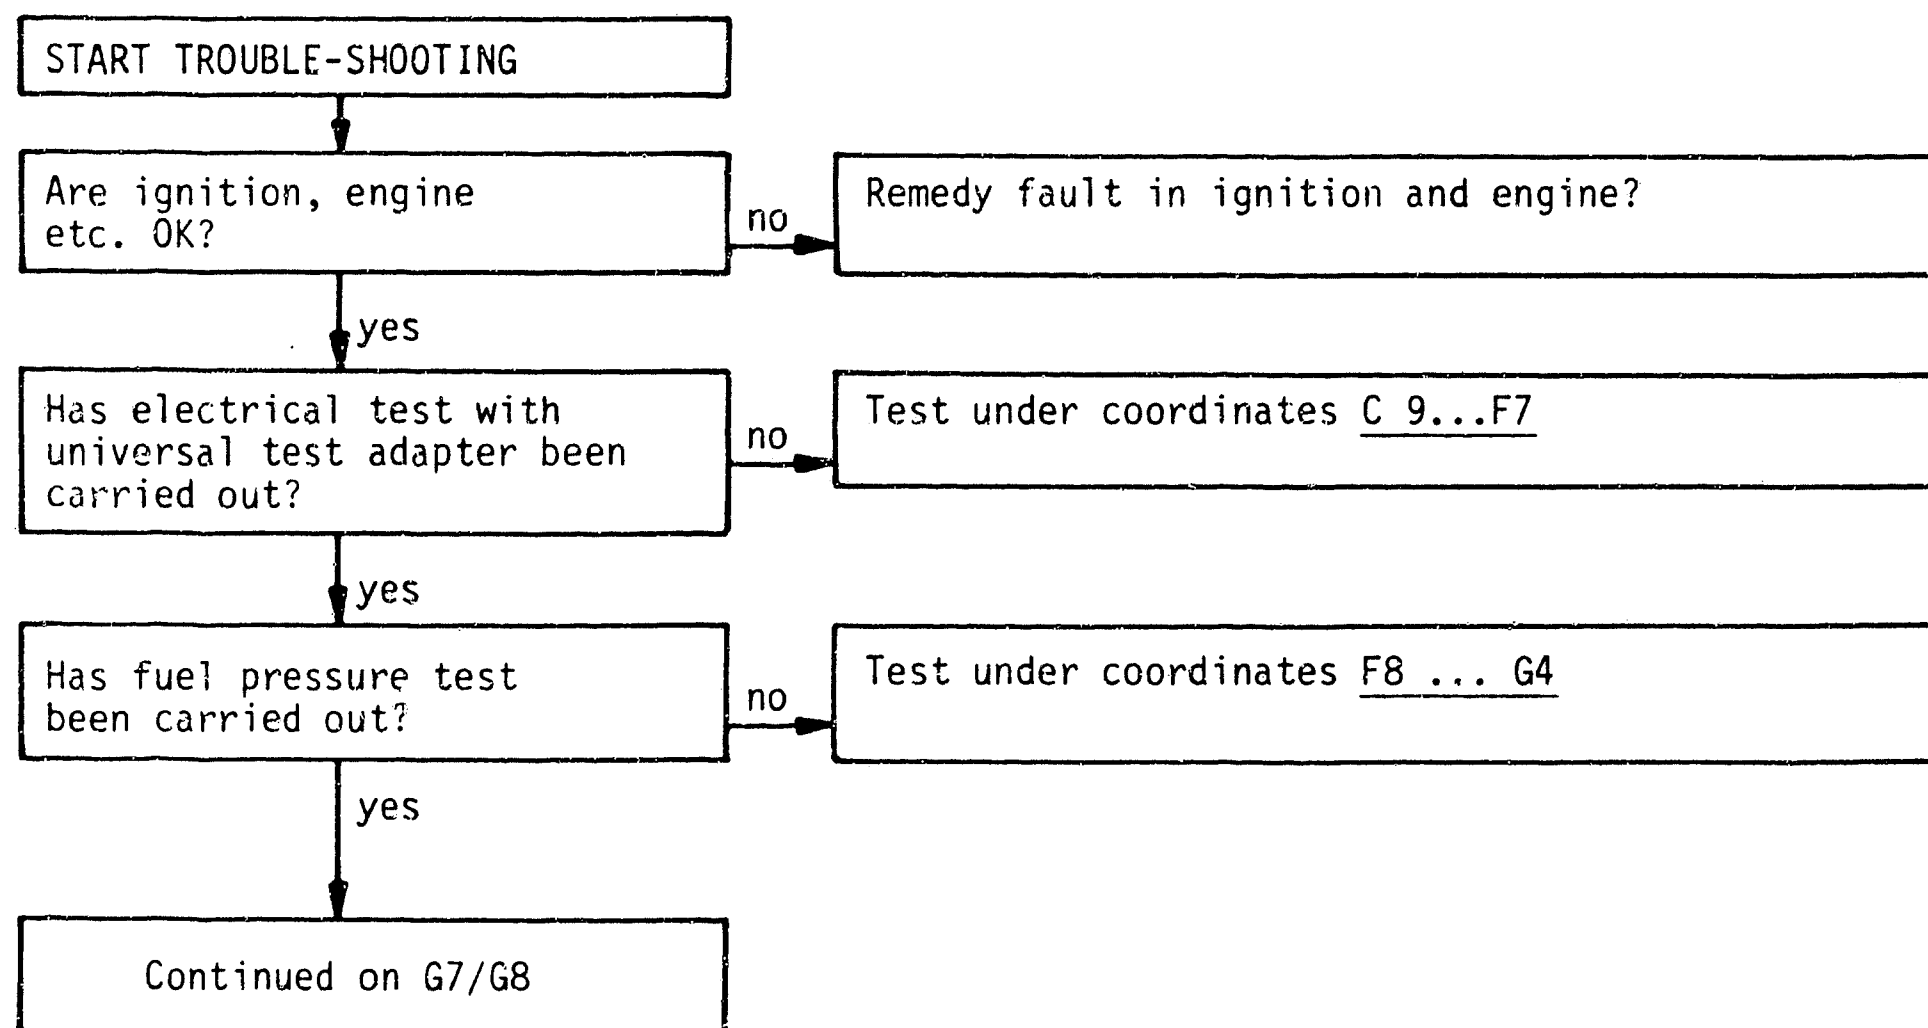 START TROUBLE-SHOOTING
Are ignition, engine
etc. OK?
no
Remedy fault in ignition and engine?
yes
Has electrical test with
universal test adapter been
carried out?
no
Test under coordinates C 9...F7
yes
Has fuel pressure test
been carried out?
no
Test under coordinates F8 ... G4
yes
Continued on G7/G8